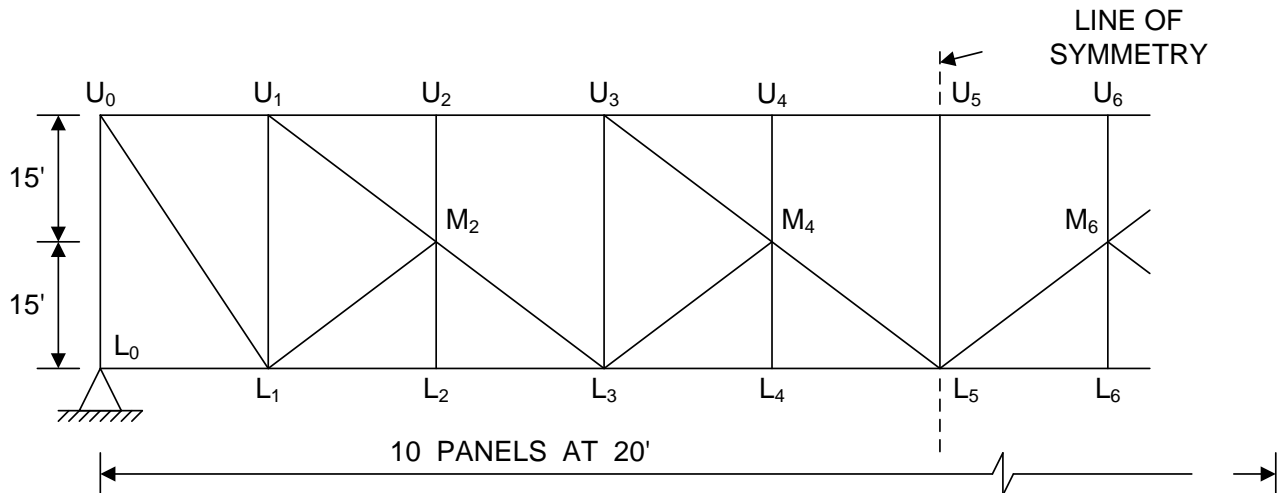 LINE OF
SYMMETRY
U₀ U₁ U₂ U₃ U₄ U₅ U₆
15'
M₂ M₄ M₆
15'
L₀
L₁ L₂ L₃ L₄ L₅ L₆
10 PANELS AT 20'